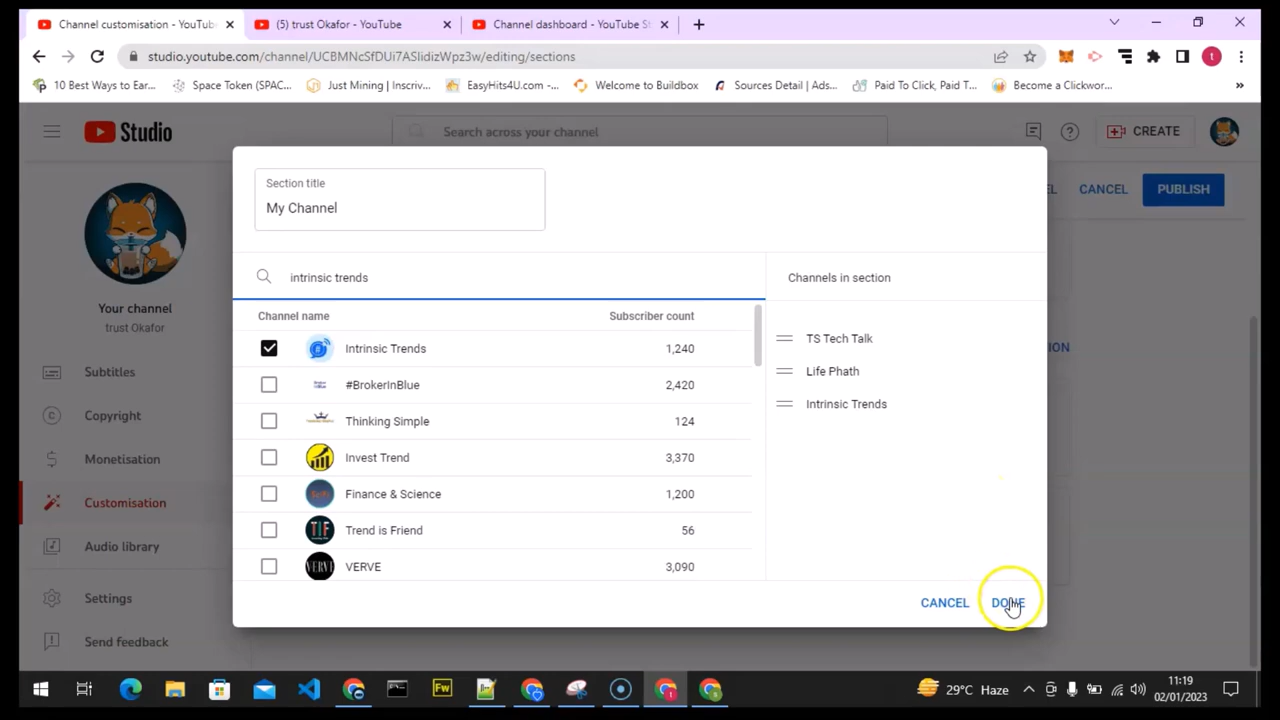 Channel customisation - YouTub
(5) trust Okafor - YouTube
Channel dashboard - YouTube St
studio.youtube.com/channel/UCBMNcSfDUi7ASIidizWpz3w/editing/sections
t
10 Best Ways to Ear...
Space Token (SPAC...
Just Mining | Inscriv...
EasyHits4U.com -...
Welcome to Buildbox
Sources Detail | Ads...
Paid To Click, Paid T...
Become a Clickwor...
»
Studio
Search across your channel
CREATE
EL
CANCEL
PUBLISH
Section title
My Channel
intrinsic trends
Channels in section
Channel name
Subscriber count
Intrinsic Trends
1,240
#BrokerInBlue
2,420
Thinking Simple
124
Invest Trend
3,370
Finance & Science
1,200
Trend is Friend
56
VERVE
3,090
TS Tech Talk
Life Phath
Intrinsic Trends
CANCEL
DONE
ION
Your channel
trust Okafor
Subtitles
Copyright
Monetisation
Customisation
Audio library
Settings
Send feedback
Fw
29°C Haze
11:19
02/01/2023